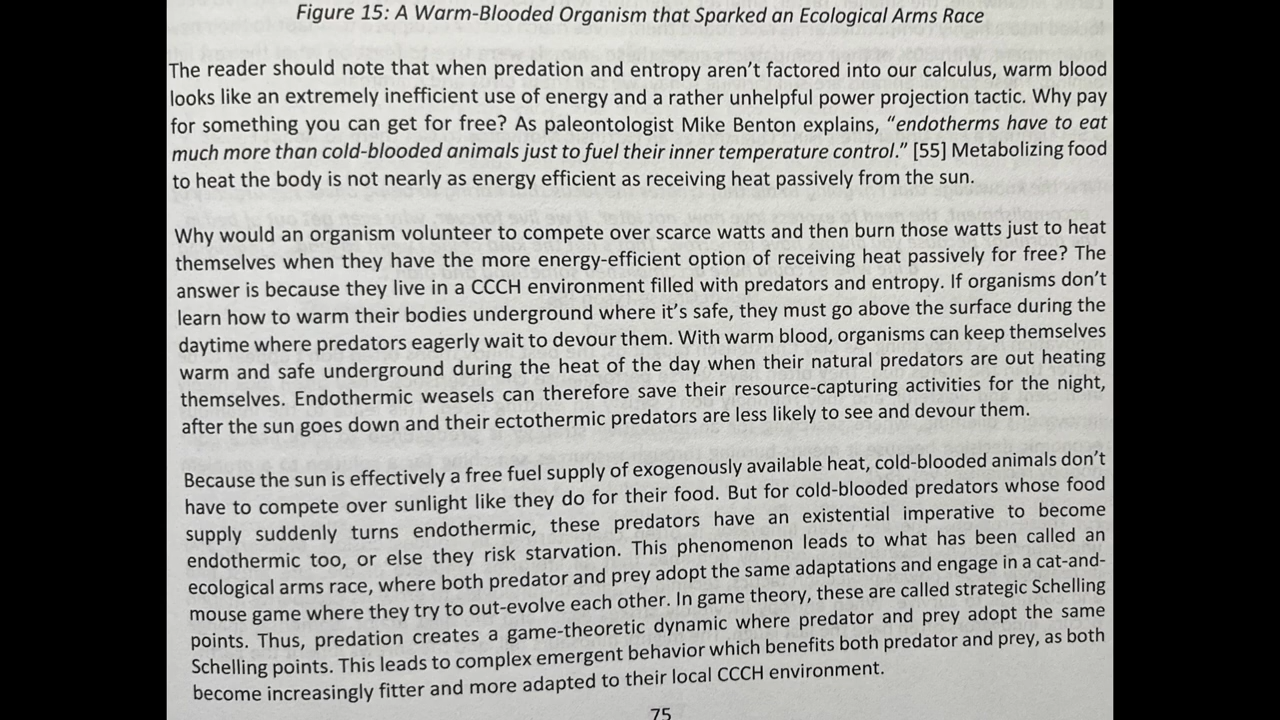 Figure 15: A Warm-Blooded Organism that Sparked an Ecological Arms Race
The reader should note that when predation and entropy aren’t factored into our calculus, warm blood
looks like an extremely inefficient use of energy and a rather unhelpful power projection tactic. Why pay
for something you can get for free? As paleontologist Mike Benton explains, “endotherms have to eat
much more than cold-blooded animals just to fuel their inner temperature control.” [55] Metabolizing food
to heat the body is not nearly as energy efficient as receiving heat passively from the sun.
Why would an organism volunteer to compete over scarce watts and then burn those watts just to heat
themselves when they have the more energy-efficient option of receiving heat passively for free? The
answer is because they live in a CCCH environment filled with predators and entropy. If organisms don’t
learn how to warm their bodies underground where it’s safe, they must go above the surface during the
daytime where predators eagerly wait to devour them. With warm blood, organisms can keep themselves
warm and safe underground during the heat of the day when their natural predators are out heating
themselves. Endothermic weasels can therefore save their resource-capturing activities for the night,
after the sun goes down and their ectothermic predators are less likely to see and devour them.
Because the sun is effectively a free fuel supply of exogenously available heat, cold-blooded animals don’t
have to compete over sunlight like they do for their food. But for cold-blooded predators whose food
supply suddenly turns endothermic, these predators have an existential imperative to become
endothermic too, or else they risk starvation. This phenomenon leads to what has been called an
ecological arms race, where both predator and prey adopt the same adaptations and engage in a cat-and-
mouse game where they try to out-evolve each other. In game theory, these are called strategic Schelling
points. Thus, predation creates a game-theoretic dynamic where predator and prey adopt the same
Schelling points. This leads to complex emergent behavior which benefits both predator and prey, as both
become increasingly fitter and more adapted to their local CCCH environment.
75